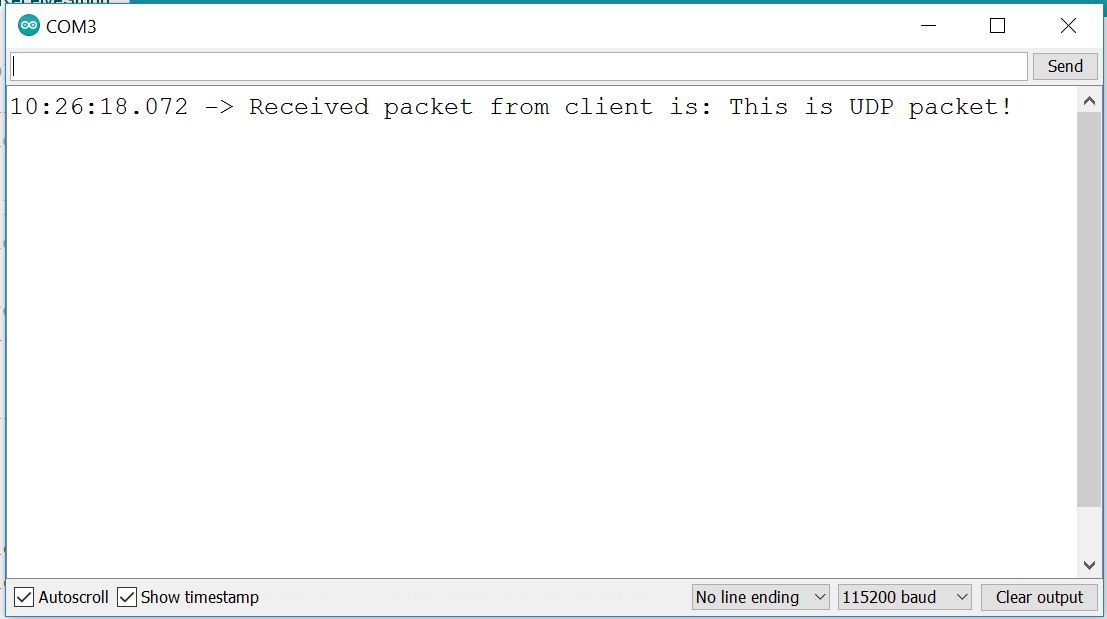 COM3
Send
10:26:18.072 -> Received packet from client is: This is UDP packet!
Autoscroll Show timestamp No line ending 115200 baud Clear output